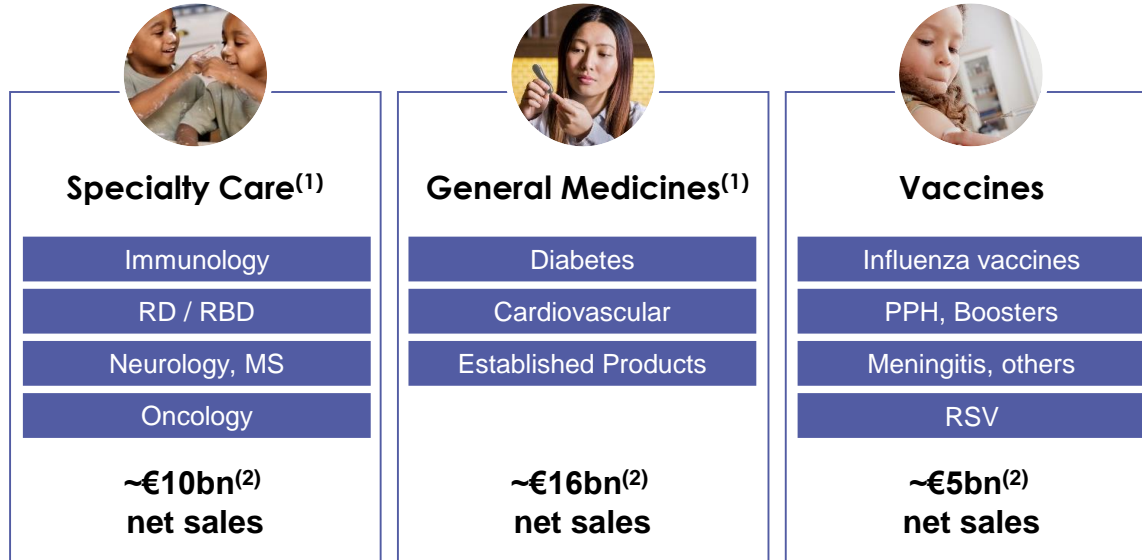 Specialty Care(1)
Immunology
RD / RBD
Neurology, MS
Oncology
~€10bn(2)
net sales
General Medicines(1)
Diabetes
Cardiovascular
Established Products
~€16bn(2)
net sales
Vaccines
Influenza vaccines
PPH, Boosters
Meningitis, others
RSV
~€5bn(2)
net sales